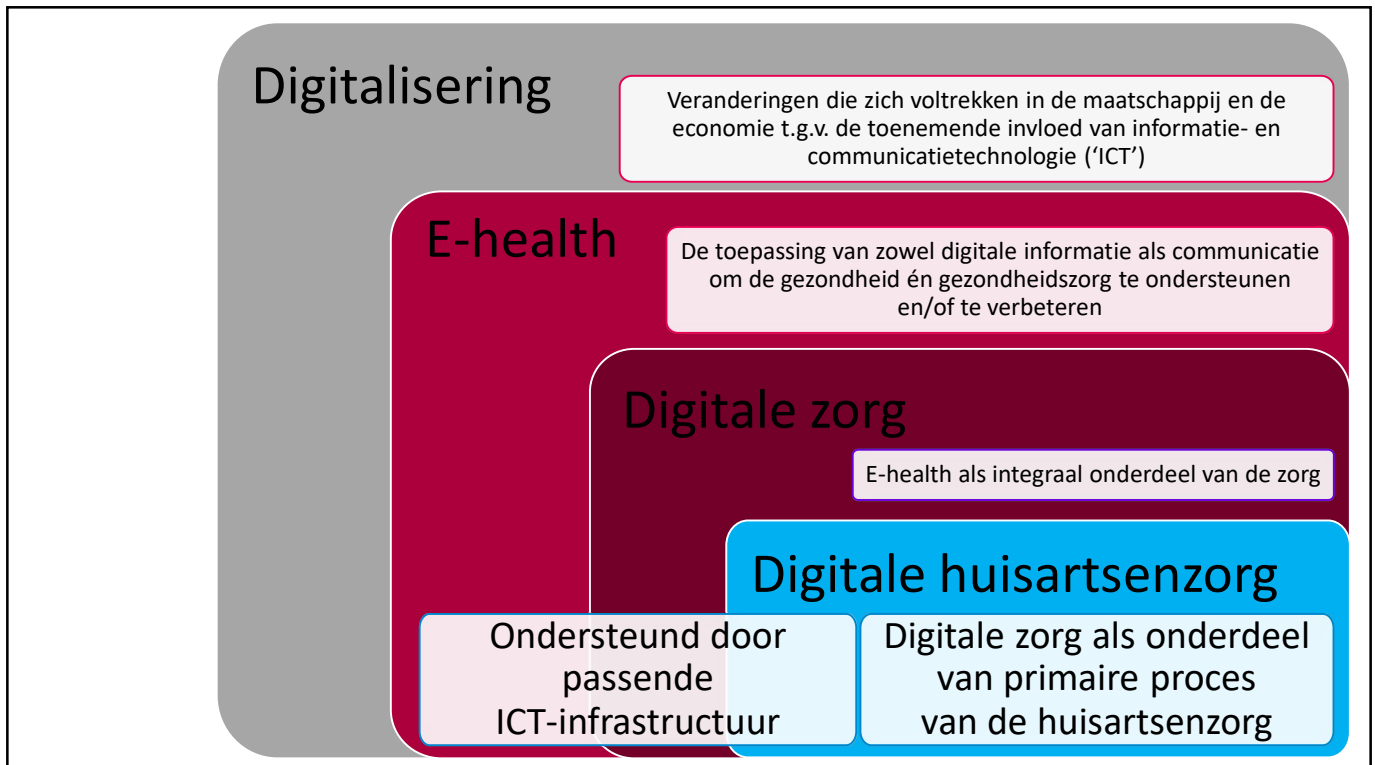 Digitalisering
Veranderingen die zich voltrekken in de maatschappij en de
economie t.g.v. de toenemende invloed van informatie- en
communicatietechnologie (‘ICT’)
E-health
De toepassing van zowel digitale informatie als communicatie
om de gezondheid én gezondheidszorg te ondersteunen
en/of te verbeteren
Digitale zorg
E-health als integraal onderdeel van de zorg
Digitale huisartsenzorg
Ondersteund door
passende
ICT-infrastructuur
Digitale zorg als onderdeel
van primaire proces
van de huisartsenzorg